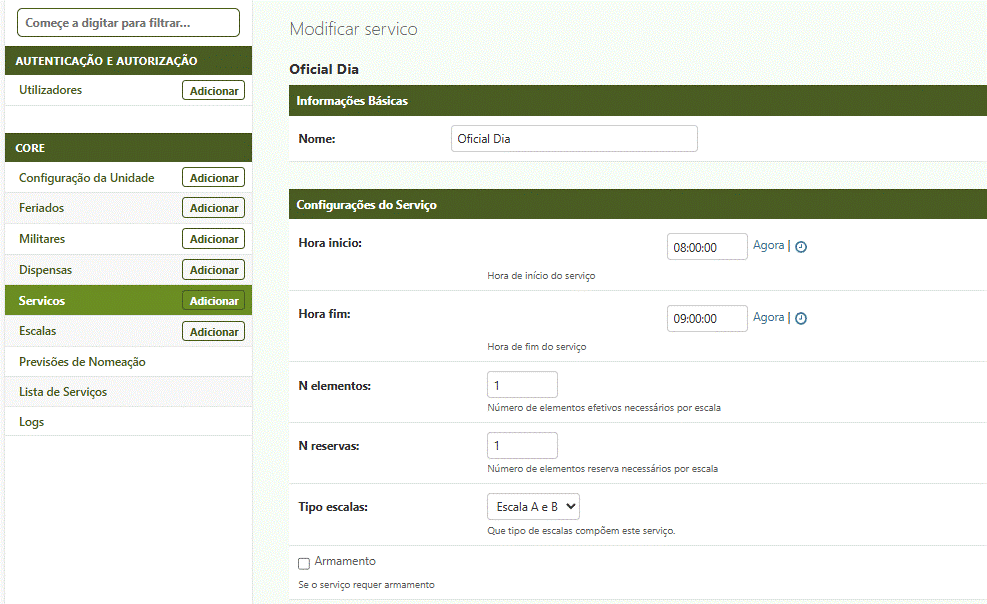 Começe a digitar para filtrar...
AUTENTICAÇÃO E AUTORIZAÇÃO
Utilizadores Adicionar
CORE
Configuração da Unidade Adicionar
Feriados Adicionar
Militares Adicionar
Dispensas Adicionar
Servicos Adicionar
Escalas Adicionar
Previsões de Nomeação
Lista de Serviços
Logs
Modificar servico
Oficial Dia
Informações Básicas
Nome: Oficial Dia
Configurações do Serviço
Hora inicio: 08:00:00 Agora |
Hora de início do serviço
Hora fim: 09:00:00 Agora |
Hora de fim do serviço
N elementos: 1
Número de elementos efetivos necessários por escala
N reservas: 1
Número de elementos reserva necessários por escala
Tipo escalas: Escala A e B
Que tipo de escalas compõem este serviço.
Armamento
Se o serviço requer armamento